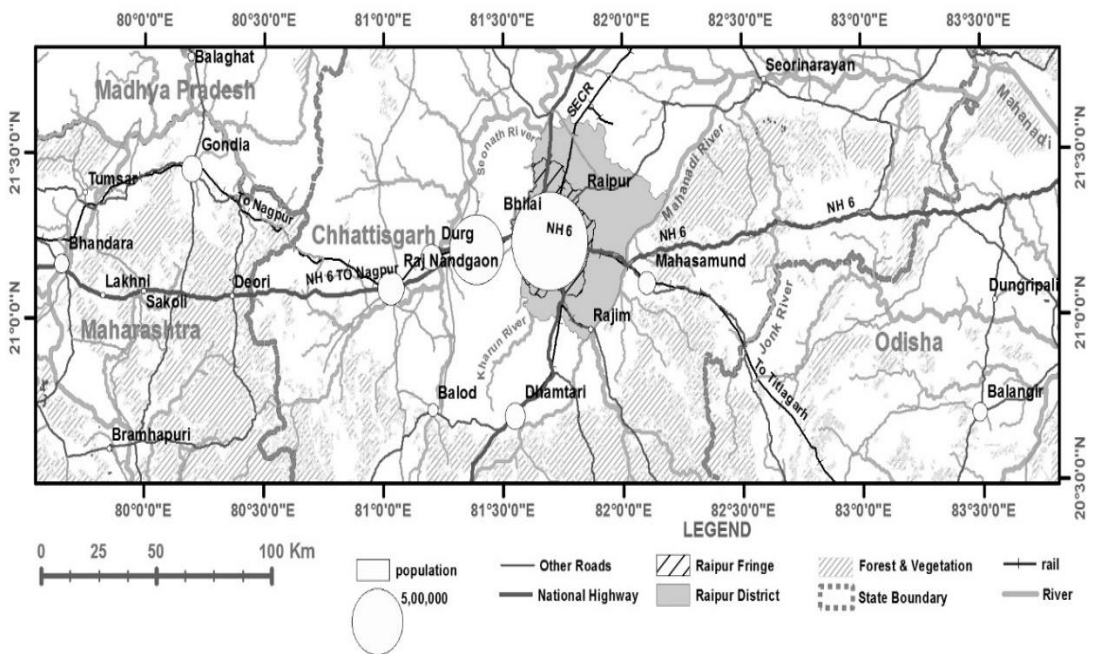 80°0'0"E 80°30'0"E 81°0'0"E 81°30'0"E 82°0'0"E 82°30'0"E 83°0'0"E 83°30'0"E
Balaghat
Seorinarayan
Madhya Pradesh
SECR
Mahanadi
21°30'0"N
21°30'0"N
Gondia
Seonath River
Tumsar
Raipur
Mahanadi River
To Nagpur
Bhilai
NH 6
Chhattisgarh
Durg
NH 6
NH 6
Bhandara
Raj Nandgaon
NH 6 TO Nagpur
Mahasamund
Lakhni
Deori
Dungripali
Sakoli
21°0'0"N
21°0'0"N
Maharashtra
Rajim
Jonk River
Odisha
Kharun River
To Titlagarh
Balod
Dhamtari
Balangir
Bramhapuri
20°30'0"N
80°0'0"E 80°30'0"E 81°0'0"E 81°30'0"E 82°0'0"E 82°30'0"E 83°0'0"E 83°30'0"E
LEGEND
0 25 50 100 Km
population
Other Roads
Raipur Fringe
Forest & Vegetation
rail
5,00,000
National Highway
Raipur District
State Boundary
River